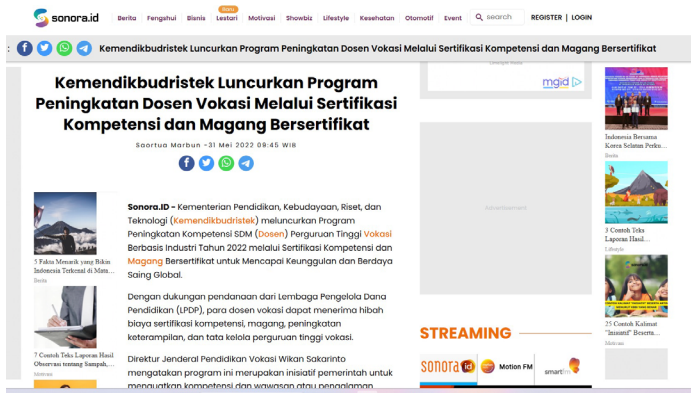 sonora.id
Berita Fengshui Bisnis Lestari Motivasi Showbiz Lifestyle Kesehatan Otomotif Event search REGISTER | LOGIN
Baru
: Kemendikbudristek Luncurkan Program Peningkatan Dosen Vokasi Melalui Sertifikasi Kompetensi dan Magang Bersertifikat
Kemendikbudristek Luncurkan Program
Peningkatan Dosen Vokasi Melalui Sertifikasi
Kompetensi dan Magang Bersertifikat
Saortua Marbun -31 Mei 2022 09:45 WIB
5 Fakta Menarik yang Bikin
Indonesia Terkenal di Mata...
Berita
7 Contoh Teks Laporan Hasil
Observasi tentang Sampah,...
Motivasi
Sonora.ID - Kementerian Pendidikan, Kebudayaan, Riset, dan
Teknologi (Kemendikbudristek) meluncurkan Program
Peningkatan Kompetensi SDM (Dosen) Perguruan Tinggi Vokasi
Berbasis Industri Tahun 2022 melalui Sertifikasi Kompetensi dan
Magang Bersertifikat untuk Mencapai Keunggulan dan Berdaya
Saing Global.
Dengan dukungan pendanaan dari Lembaga Pengelola Dana
Pendidikan (LPDP), para dosen vokasi dapat menerima hibah
biaya sertifikasi kompetensi, magang, peningkatan
keterampilan, dan tata kelola perguruan tinggi vokasi.
Direktur Jenderal Pendidikan Vokasi Wikan Sakarinto
mengatakan program ini merupakan inisiatif pemerintah untuk
menguatkan kompetensi dan wawasan atau pengalaman
mgid
Advertisement
STREAMING
sonora id
Motion FM
smartfm
Indonesia Bersama
Korea Selatan Perku...
Berita
3 Contoh Teks
Laporan Hasil...
Lifestyle
25 Contoh Kalimat
"Inisiatif" Beserta...
Motivasi